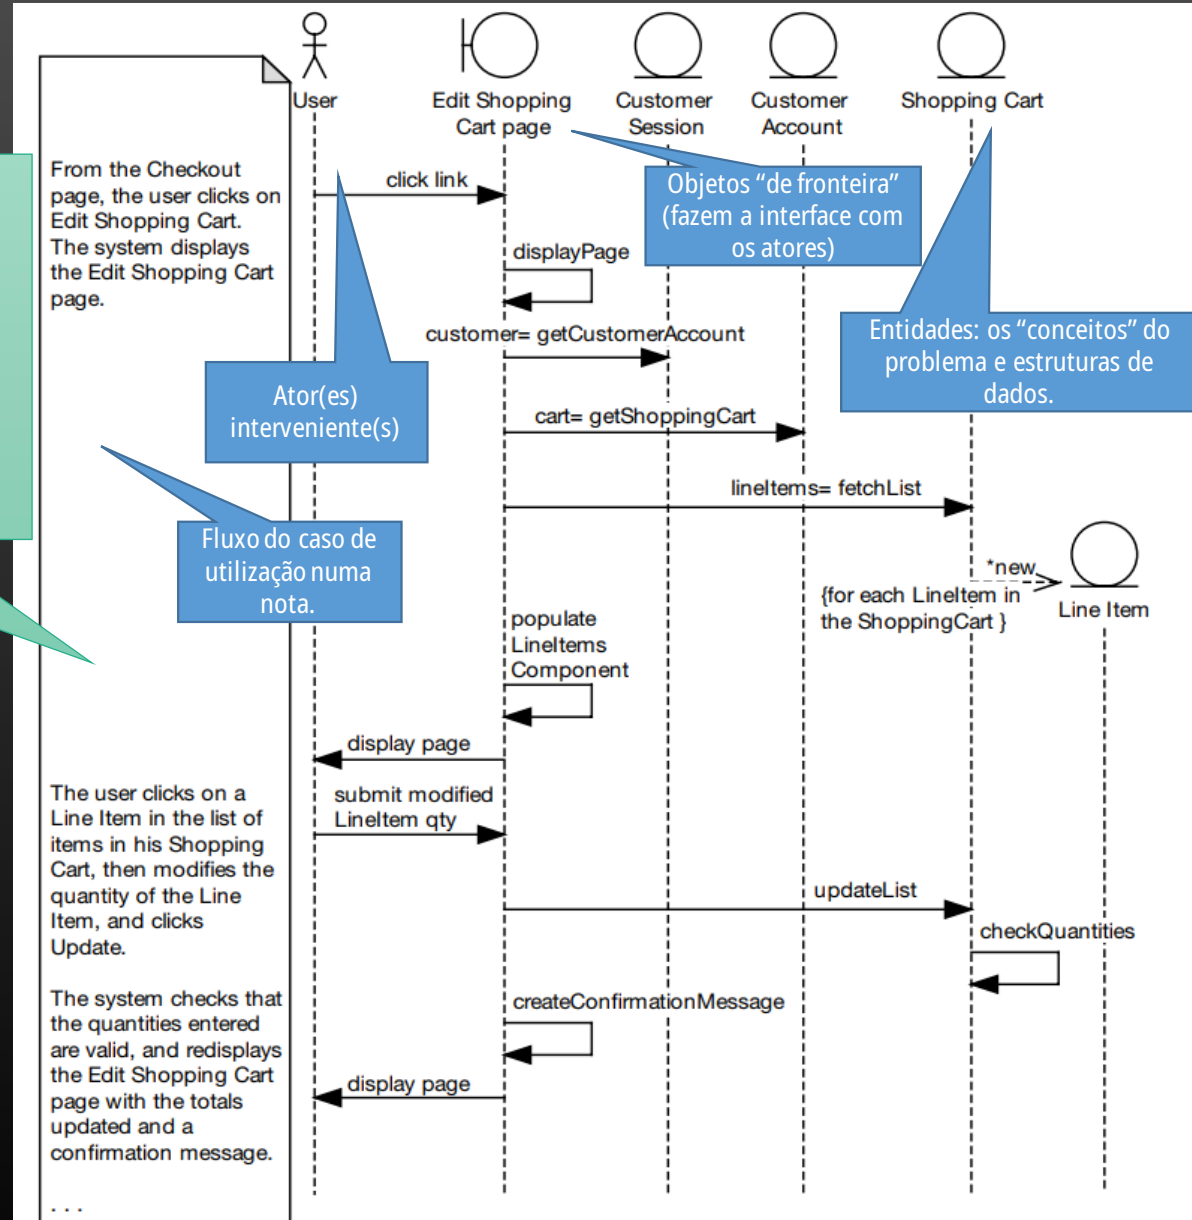 User
Edit Shopping
Cart page
Customer
Session
Customer
Account
Shopping Cart
From the Checkout
page, the user clicks on
Edit Shopping Cart.
The system displays
the Edit Shopping Cart
page.
click link
Objetos “de fronteira”
(fazem a interface com
os atores)
displayPage
customer= getCustomerAccount
Entidades: os “conceitos” do
problema e estruturas de
dados.
Ator(es)
interveniente(s)
cart= getShoppingCart
lineItems= fetchList
Fluxo do caso de
utilização numa
nota.
*new
{for each LineItem in
the ShoppingCart }
Line Item
populate
LineItems
Component
display page
The user clicks on a
Line Item in the list of
items in his Shopping
Cart, then modifies the
quantity of the Line
Item, and clicks
Update.
submit modified
LineItem qty
updateList
checkQuantities
The system checks that
the quantities entered
are valid, and redisplays
the Edit Shopping Cart
page with the totals
updated and a
confirmation message.
createConfirmationMessage
display page
. . .